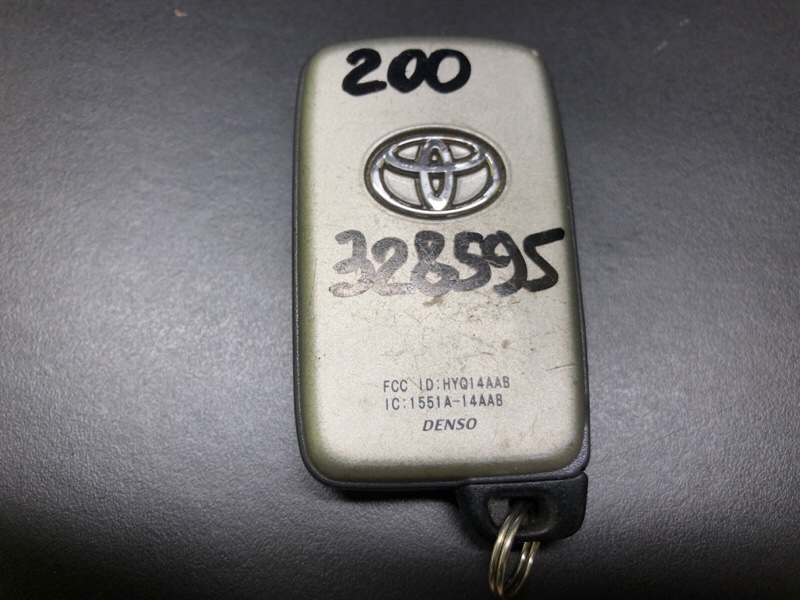 200
328595
FCC ID:HYQ14AAB
IC:1551A-14AAB
DENSO